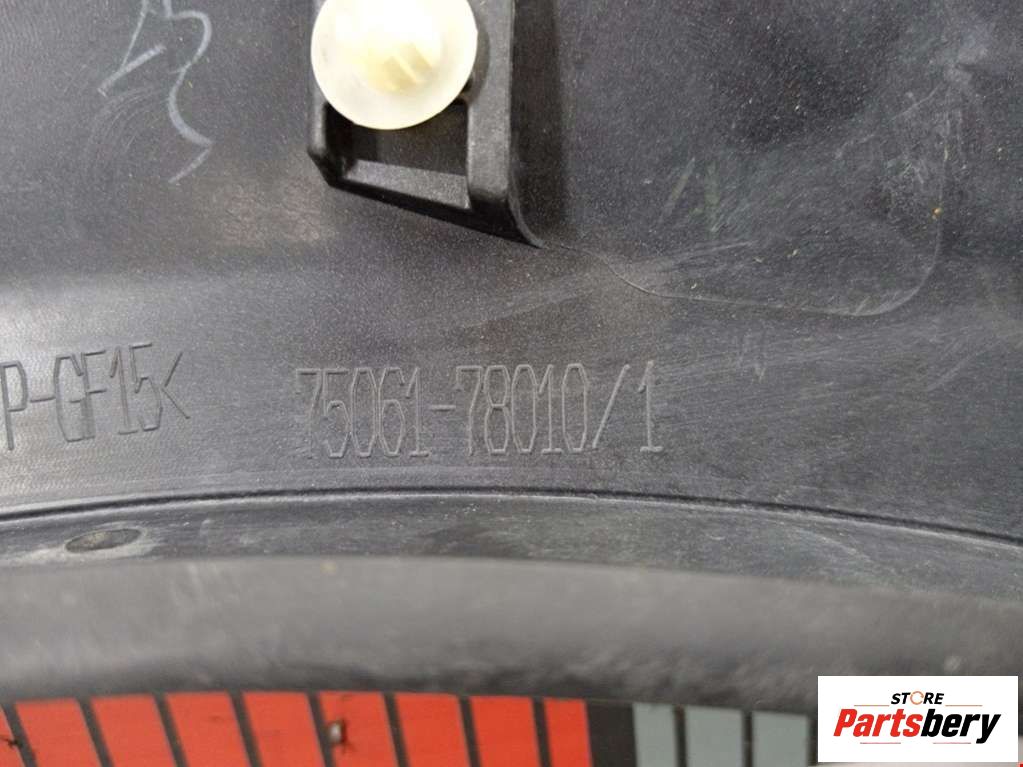 P-GF15<
75061-78010/1
STORE
Partsbery